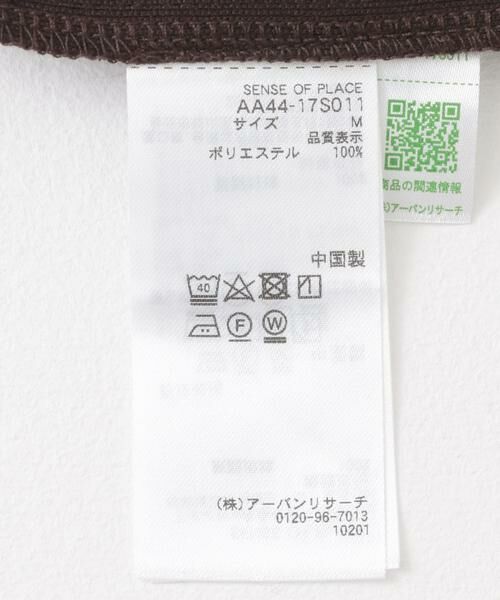 SENSE OF PLACE
AA44-17S011
サイズ M
品質表示
ポリエステル 100%
中国製
40
F
W
(株)アーバンリサーチ
0120-96-7013
10201
商品の関連情報
(株)アーバンリサーチ